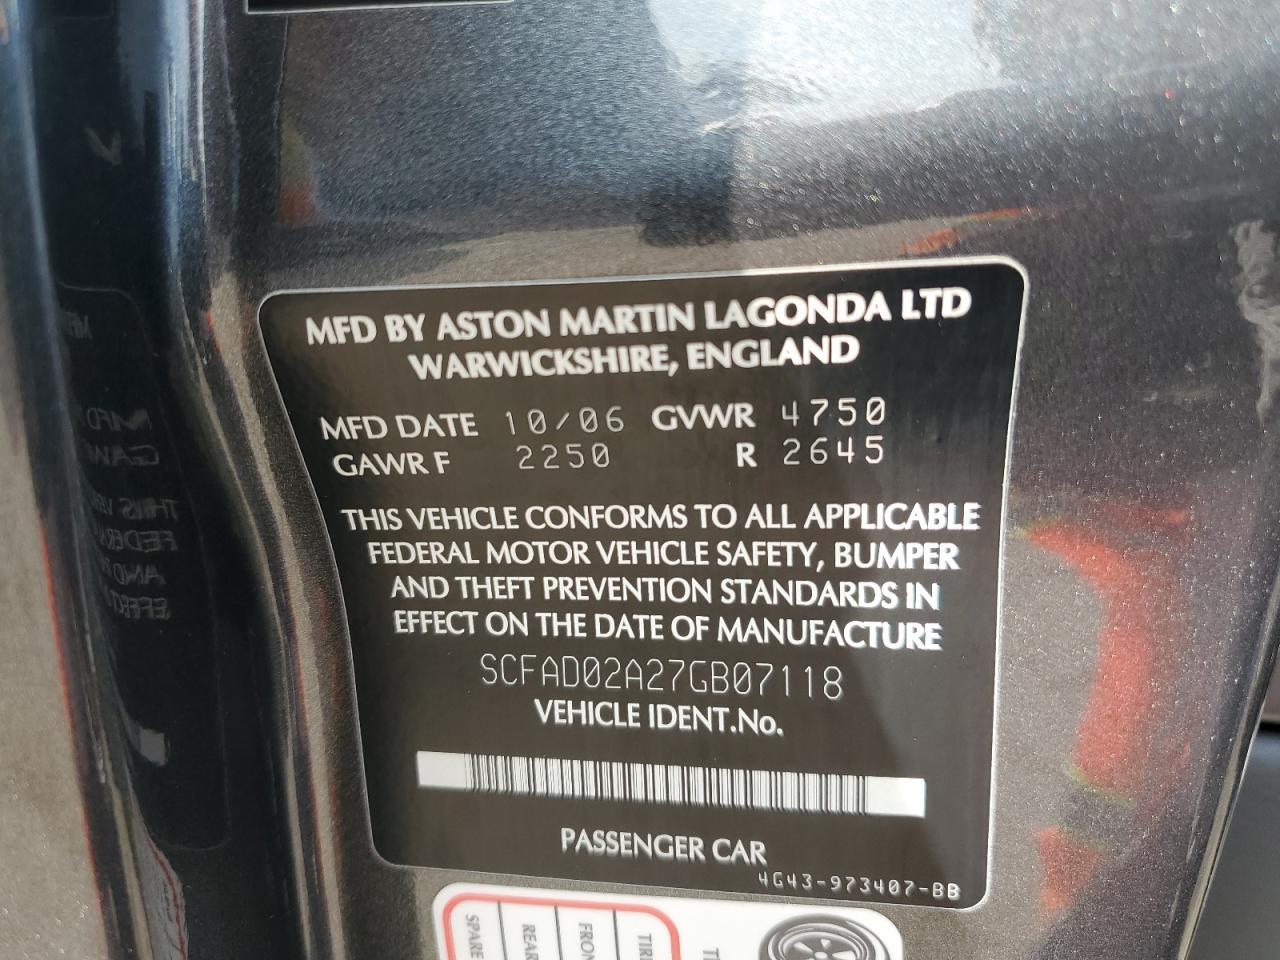 MFD BY ASTON MARTIN LAGONDA LTD
WARWICKSHIRE, ENGLAND
MFD DATE 10/06 GVWR 4750
GAWR F 2250 R 2645
THIS VEHICLE CONFORMS TO ALL APPLICABLE
FEDERAL MOTOR VEHICLE SAFETY, BUMPER
AND THEFT PREVENTION STANDARDS IN
EFFECT ON THE DATE OF MANUFACTURE
SCFAD02A27GB07118
VEHICLE IDENT.No.
PASSENGER CAR
4G43-973407-BB
SPARE
REAR